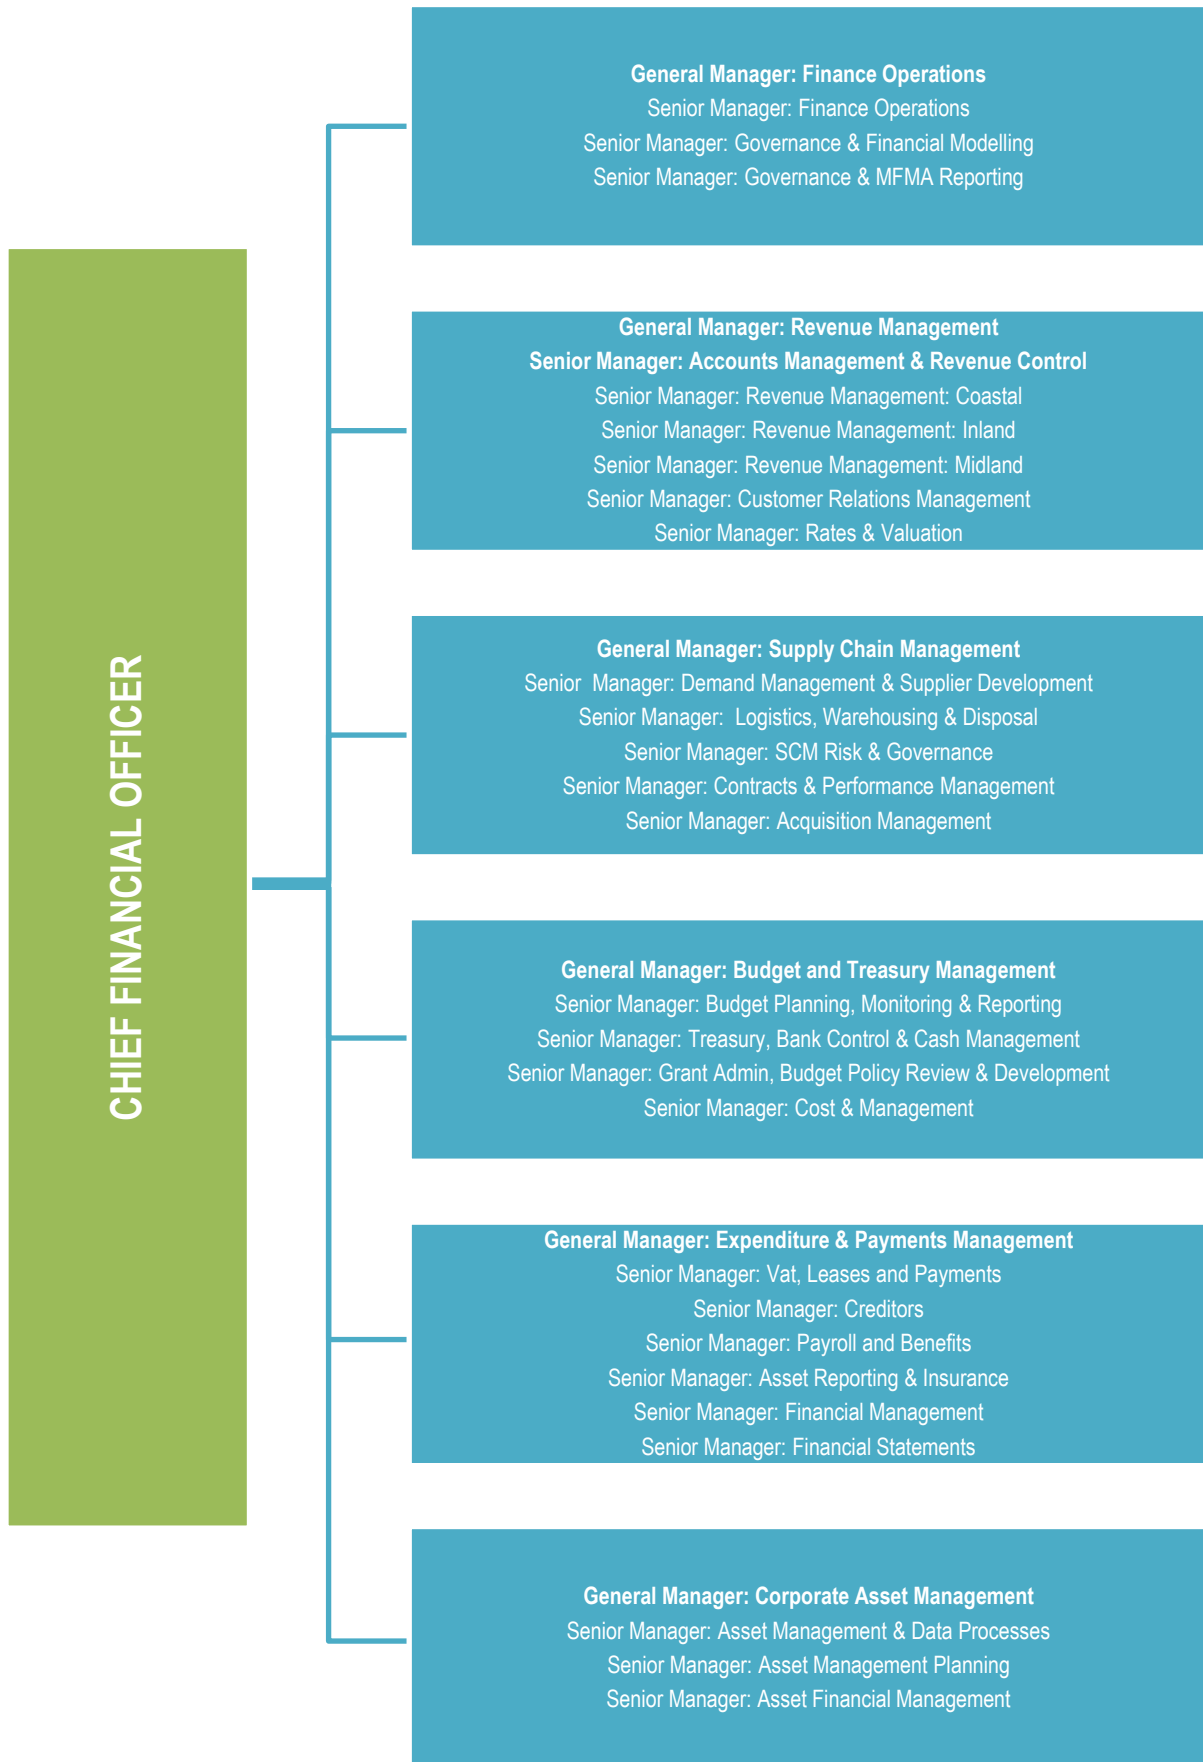 CHIEF FINANCIAL OFFICER
General Manager: Finance Operations
Senior Manager: Finance Operations
Senior Manager: Governance & Financial Modelling
Senior Manager: Governance & MFMA Reporting
General Manager: Revenue Management
Senior Manager: Accounts Management & Revenue Control
Senior Manager: Revenue Management: Coastal
Senior Manager: Revenue Management: Inland
Senior Manager: Revenue Management: Midland
Senior Manager: Customer Relations Management
Senior Manager: Rates & Valuation
General Manager: Supply Chain Management
Senior  Manager: Demand Management & Supplier Development
Senior Manager:  Logistics, Warehousing & Disposal
Senior Manager: SCM Risk & Governance
Senior Manager: Contracts & Performance Management
Senior Manager: Acquisition Management
General Manager: Budget and Treasury Management
Senior Manager: Budget Planning, Monitoring & Reporting
Senior Manager: Treasury, Bank Control & Cash Management
Senior Manager: Grant Admin, Budget Policy Review & Development
Senior Manager: Cost & Management
General Manager: Expenditure & Payments Management
Senior Manager: Vat, Leases and Payments
Senior Manager: Creditors
Senior Manager: Payroll and Benefits
Senior Manager: Asset Reporting & Insurance
Senior Manager: Financial Management
Senior Manager: Financial Statements
General Manager: Corporate Asset Management
Senior Manager: Asset Management & Data Processes
Senior Manager: Asset Management Planning
Senior Manager: Asset Financial Management